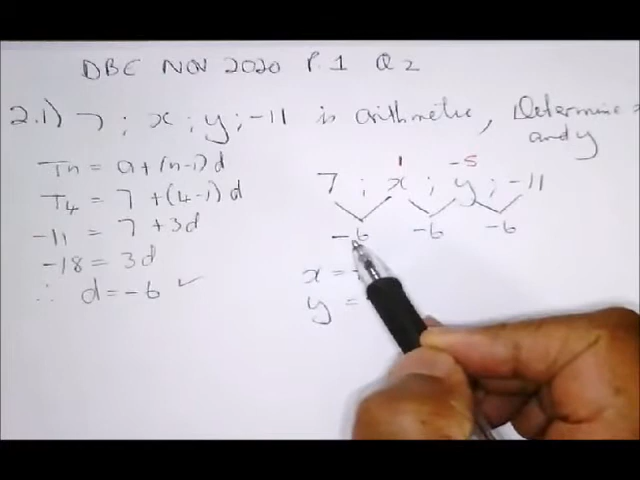 DBE NOV 2020 P.1 Q2
2.1) 7 ; x ; y ; -11 is arithmetic, Determine x
and y
Tn = a + (n-1)d
T4 = 7 + (4-1)d
-11 = 7 + 3d
-18 = 3d
∴ d = -6 ✓
1 -5
7 ; x ; y ; -11
-6 -6 -6
x =
y =